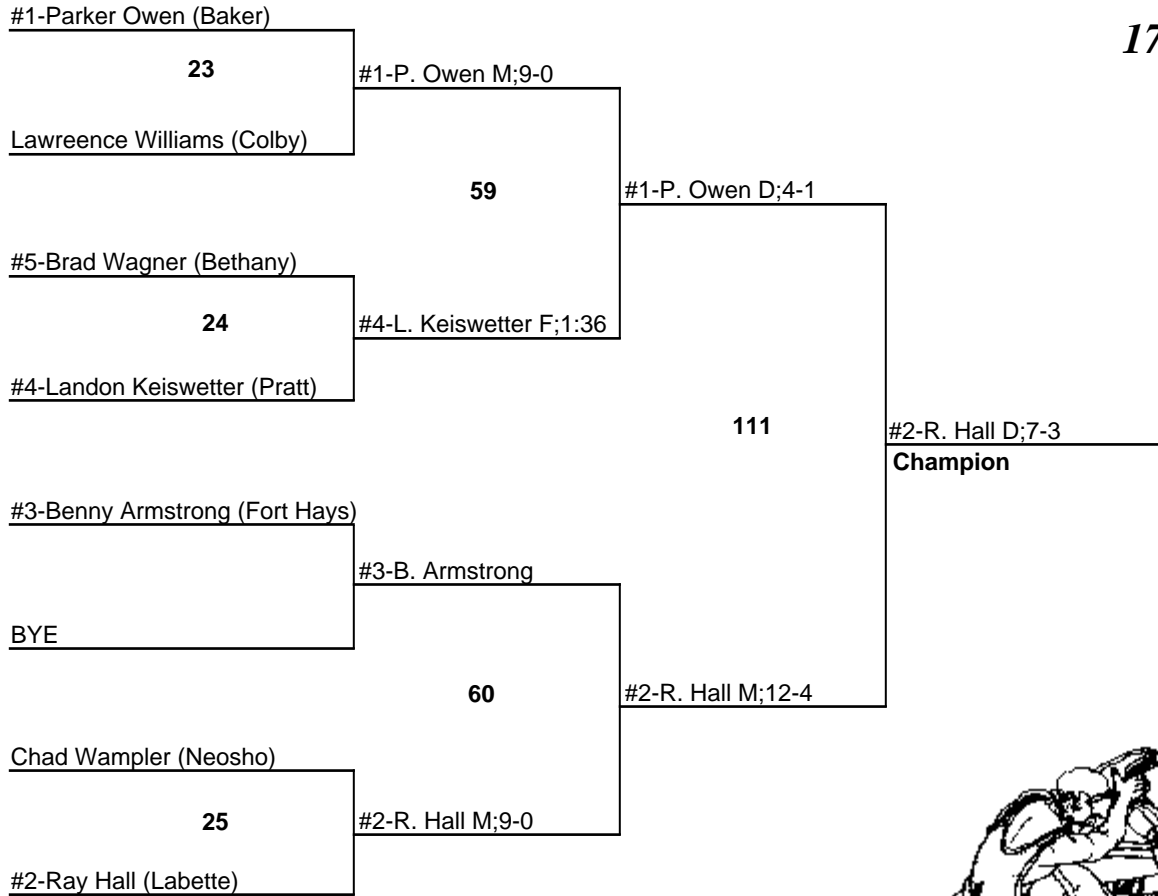 #1-Parker Owen (Baker)
17
23
#1-P. Owen M;9-0
Lawreence Williams (Colby)
59
#1-P. Owen D;4-1
#5-Brad Wagner (Bethany)
24
#4-L. Keiswetter F;1:36
#4-Landon Keiswetter (Pratt)
111
#2-R. Hall D;7-3
Champion
#3-Benny Armstrong (Fort Hays)
#3-B. Armstrong
BYE
60
#2-R. Hall M;12-4
Chad Wampler (Neosho)
25
#2-R. Hall M;9-0
#2-Ray Hall (Labette)